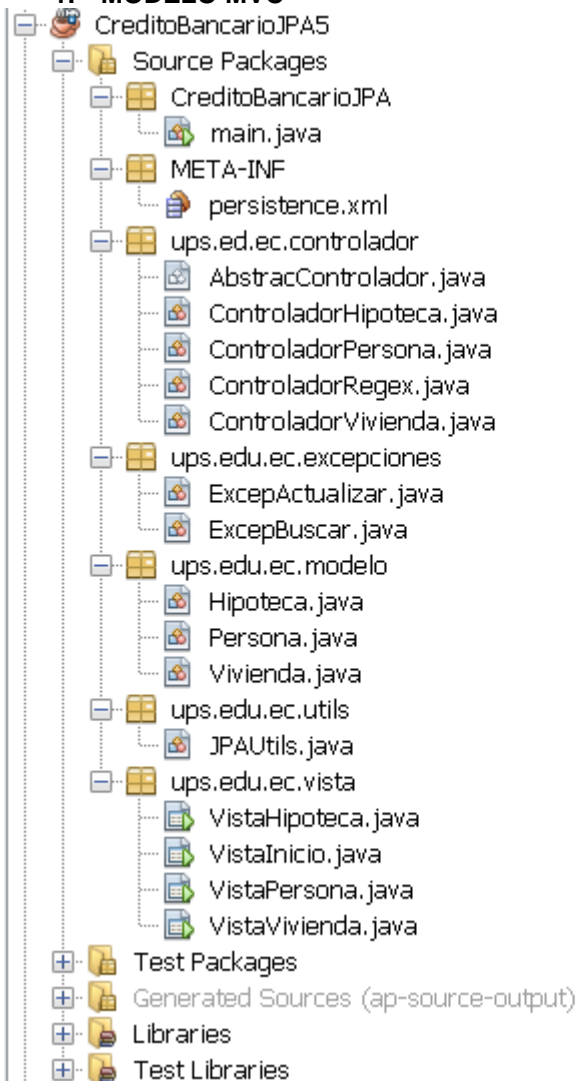 MODELO MVC
CreditoBancarioJPA5
Source Packages
CreditoBancarioJPA
main.java
META-INF
persistence.xml
ups.ed.ec.controlador
AbstracControlador.java
ControladorHipoteca.java
ControladorPersona.java
ControladorRegex.java
ControladorVivienda.java
ups.edu.ec.excepciones
ExcepActualizar.java
ExcepBuscar.java
ups.edu.ec.modelo
Hipoteca.java
Persona.java
Vivienda.java
ups.edu.ec.utils
JPAUtils.java
ups.edu.ec.vista
VistaHipoteca.java
VistaInicio.java
VistaPersona.java
VistaVivienda.java
Test Packages
Generated Sources (ap-source-output)
Libraries
Test Libraries